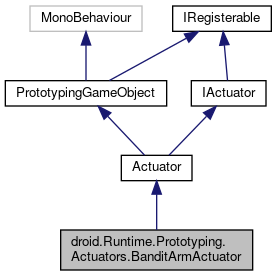 MonoBehaviour
IRegisterable
PrototypingGameObject
IActuator
Actuator
droid.Runtime.Prototyping.
Actuators.BanditArmActuator